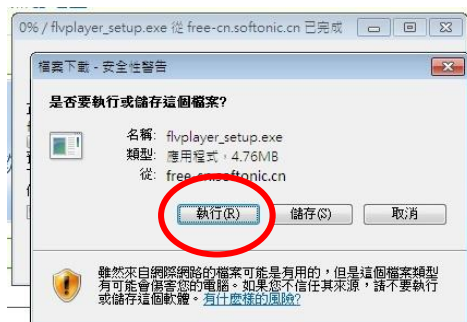 0% / flvplayer_setup.exe 從 free-cn.softonic.cn 已完成
檔案下載 - 安全性警告
是否要執行或儲存這個檔案?
名稱: flvplayer_setup.exe
類型: 應用程式，4.76MB
從: free-cn.softonic.cn
執行(R) 儲存(S) 取消
雖然來自網際網路的檔案可能是有用的，但是這個檔案類型
有可能會傷害您的電腦。如果您不信任其來源，請不要執行
或儲存這個軟體。有什麼樣的風險?